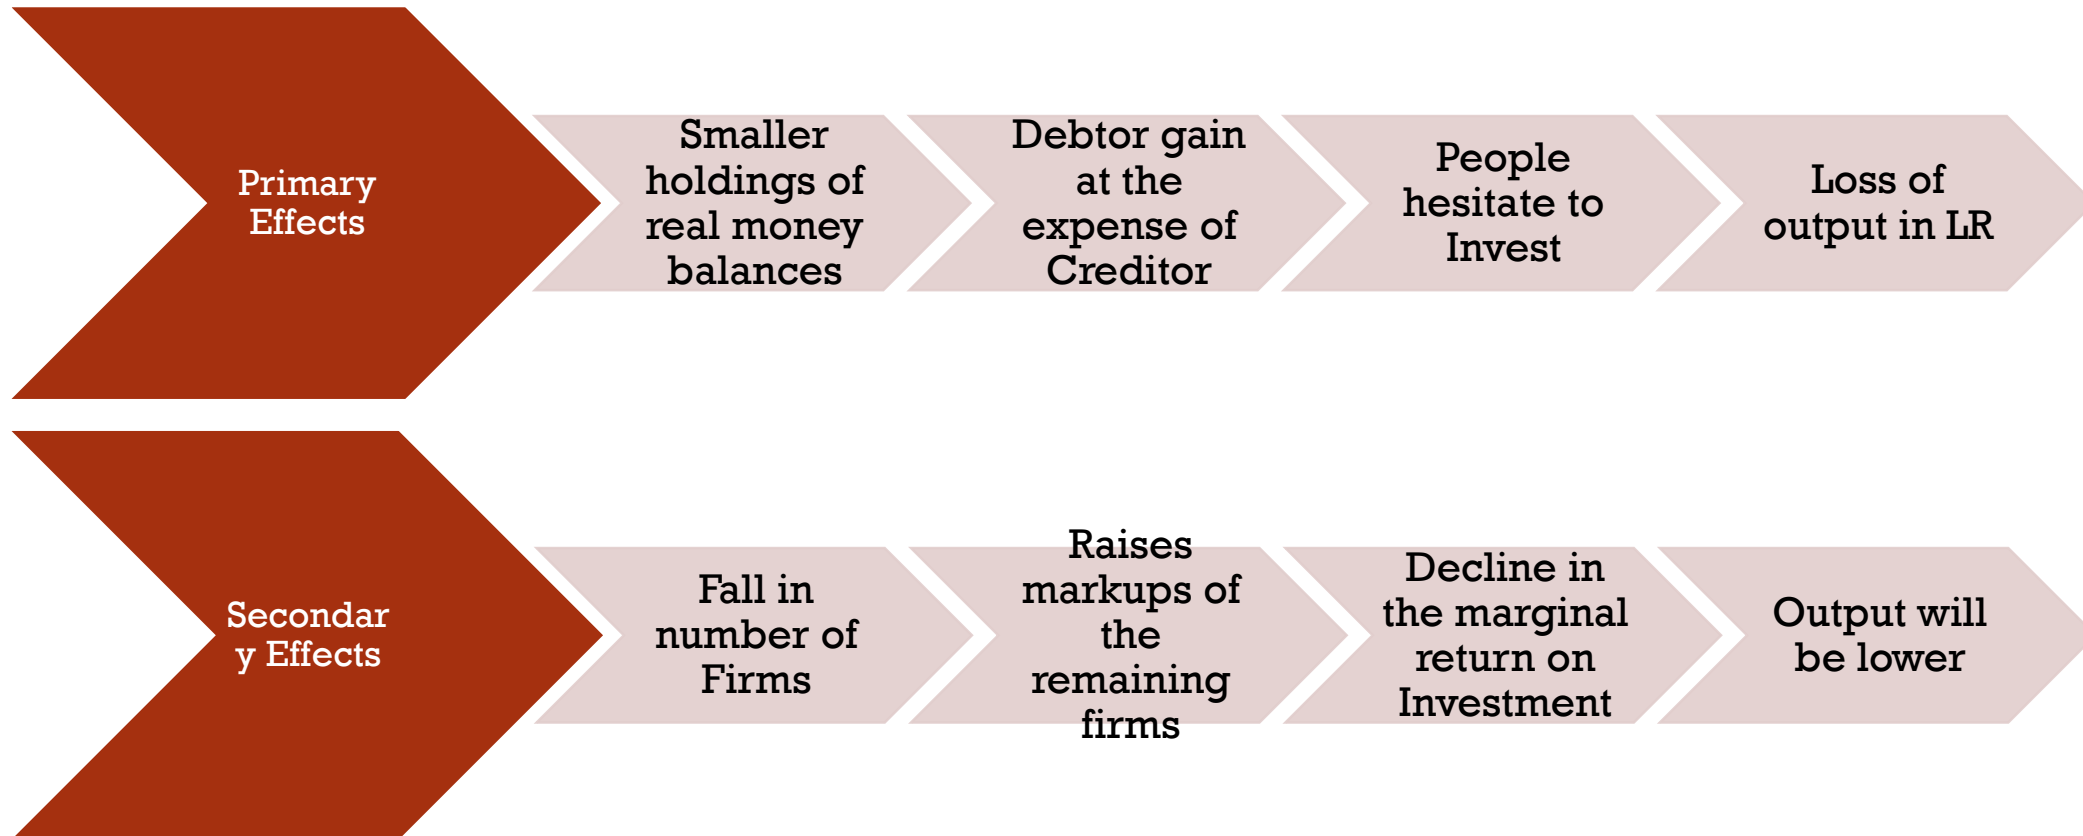 Primary
Effects
Smaller
holdings of
real money
balances
Debtor gain
at the
expense of
Creditor
People
hesitate to
Invest
Loss of
output in LR
Secondar
y Effects
Fall in
number of
Firms
Raises
markups of
the
remaining
firms
Decline in
the marginal
return on
Investment
Output will
be lower